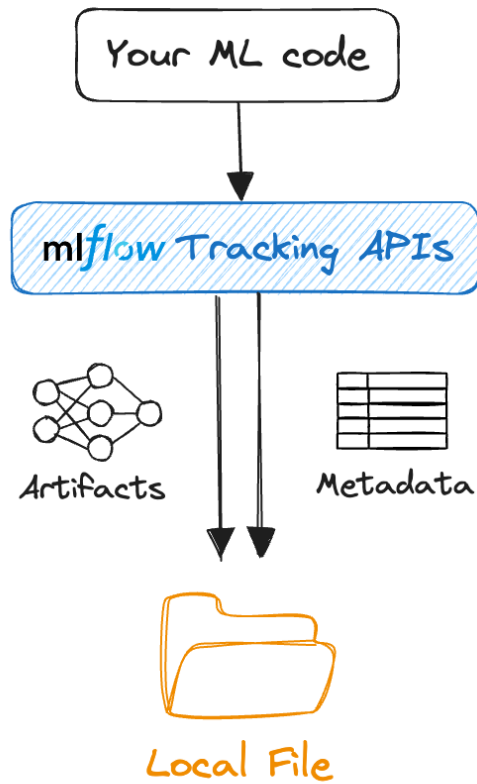 Your ML code
mlflow Tracking APIs
Artifacts
Metadata
Local File